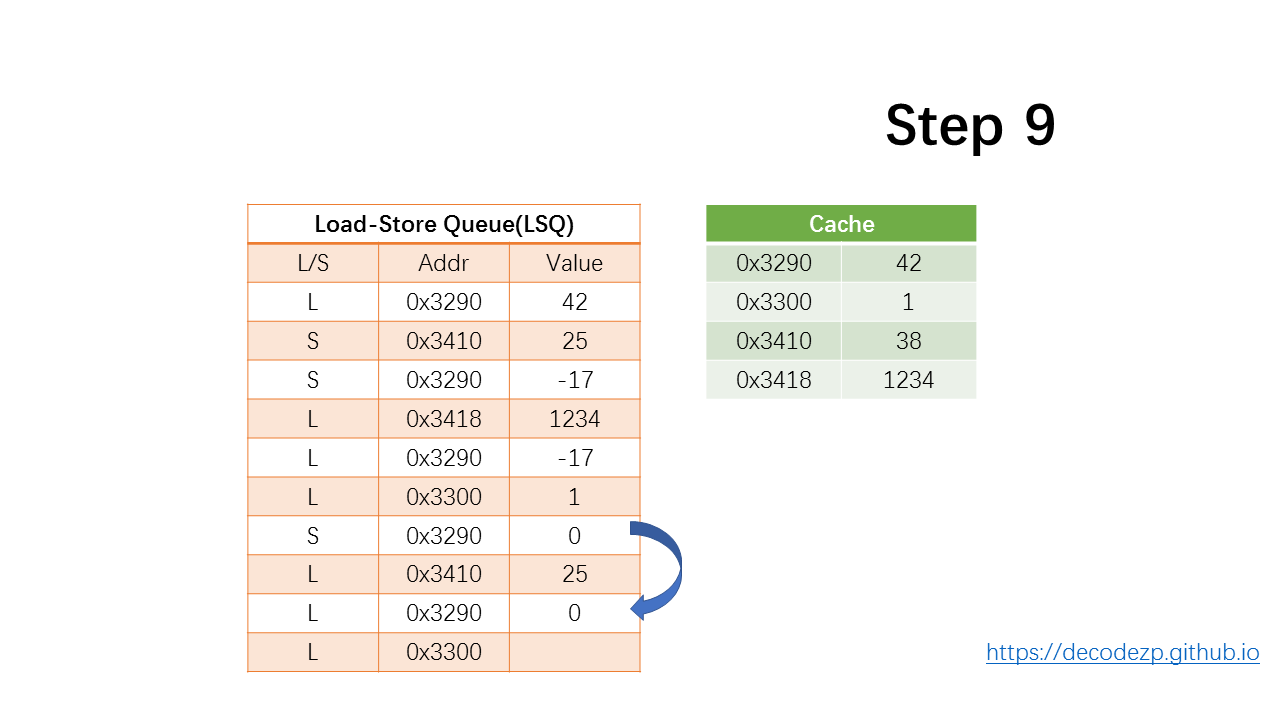 Step 9
Load-Store Queue(LSQ)
L/S Addr Value
L 0x3290 42
S 0x3410 25
S 0x3290 -17
L 0x3418 1234
L 0x3290 -17
L 0x3300 1
S 0x3290 0
L 0x3410 25
L 0x3290 0
L 0x3300
Cache
0x3290 42
0x3300 1
0x3410 38
0x3418 1234
https://decodezp.github.io